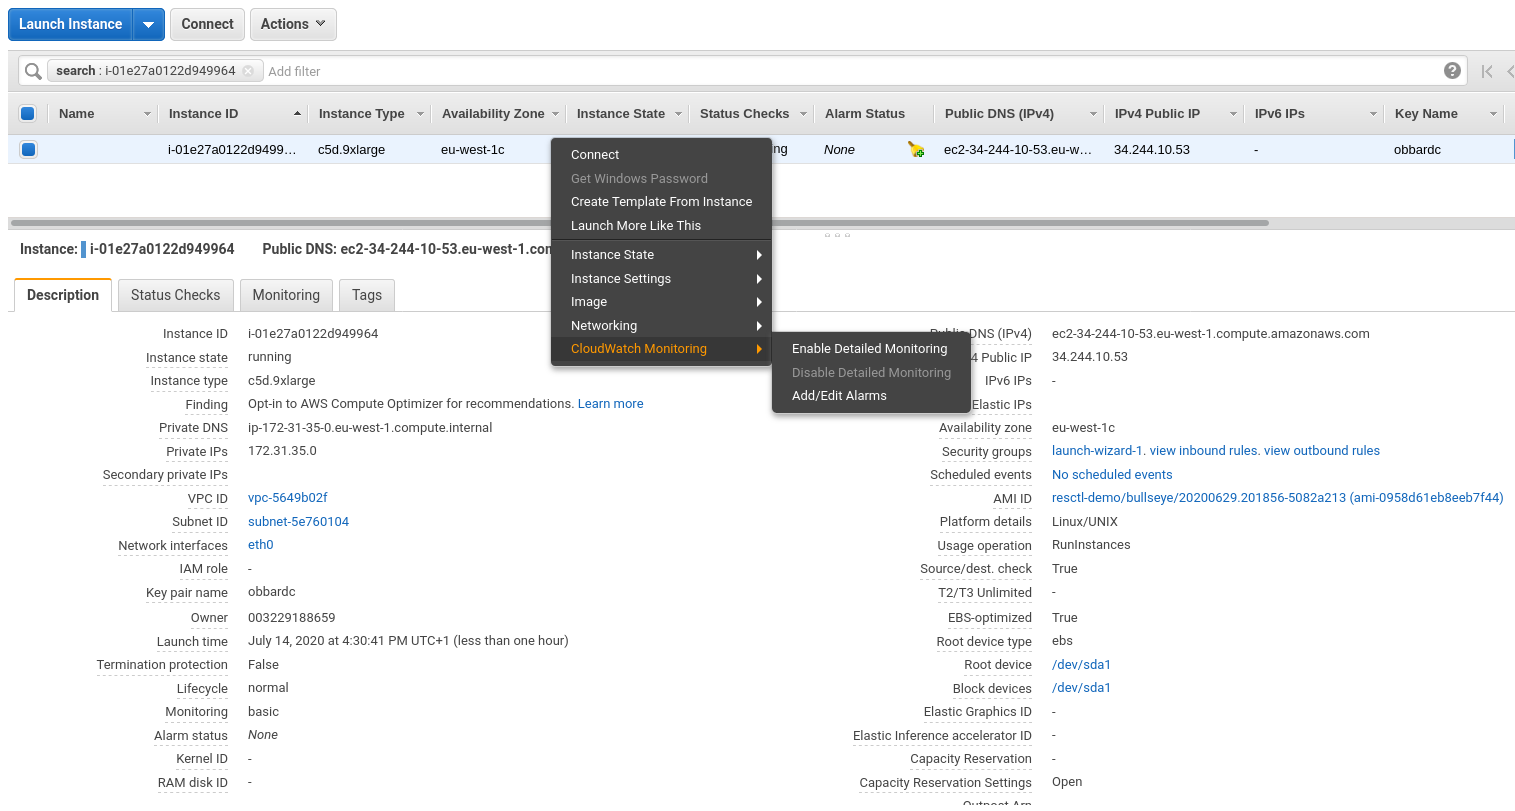 Launch Instance Connect Actions
search : i-01e27a0122d949964 Add filter
Name Instance ID Instance Type Availability Zone Instance State Status Checks Alarm Status Public DNS (IPv4) IPv4 Public IP IPv6 IPs Key Name
i-01e27a0122d9499… c5d.9xlarge eu-west-1c ing None ec2-34-244-10-53.eu-w… 34.244.10.53 - obbardc
Connect
Get Windows Password
Create Template From Instance
Launch More Like This
Instance State
Instance Settings
Image
Networking
CloudWatch Monitoring
Enable Detailed Monitoring
Disable Detailed Monitoring
Add/Edit Alarms
Instance: i-01e27a0122d949964 Public DNS: ec2-34-244-10-53.eu-west-1.con
Description Status Checks Monitoring Tags
Instance ID i-01e27a0122d949964
Instance state running
Instance type c5d.9xlarge
Finding Opt-in to AWS Compute Optimizer for recommendations. Learn more
Private DNS ip-172-31-35-0.eu-west-1.compute.internal
Private IPs 172.31.35.0
Secondary private IPs
VPC ID vpc-5649b02f
Subnet ID subnet-5e760104
Network interfaces eth0
IAM role -
Key pair name obbardc
Owner 003229188659
Launch time July 14, 2020 at 4:30:41 PM UTC+1 (less than one hour)
Termination protection False
Lifecycle normal
Monitoring basic
Alarm status None
Kernel ID -
RAM disk ID -
Public DNS (IPv4) ec2-34-244-10-53.eu-west-1.compute.amazonaws.com
4 Public IP 34.244.10.53
IPv6 IPs -
Elastic IPs
Availability zone eu-west-1c
Security groups launch-wizard-1. view inbound rules. view outbound rules
Scheduled events No scheduled events
AMI ID resctl-demo/bullseye/20200629.201856-5082a213 (ami-0958d61eb8eeb7f44)
Platform details Linux/UNIX
Usage operation RunInstances
Source/dest. check True
T2/T3 Unlimited -
EBS-optimized True
Root device type ebs
Root device /dev/sda1
Block devices /dev/sda1
Elastic Graphics ID -
Elastic Inference accelerator ID -
Capacity Reservation -
Capacity Reservation Settings Open
Outpost Arn